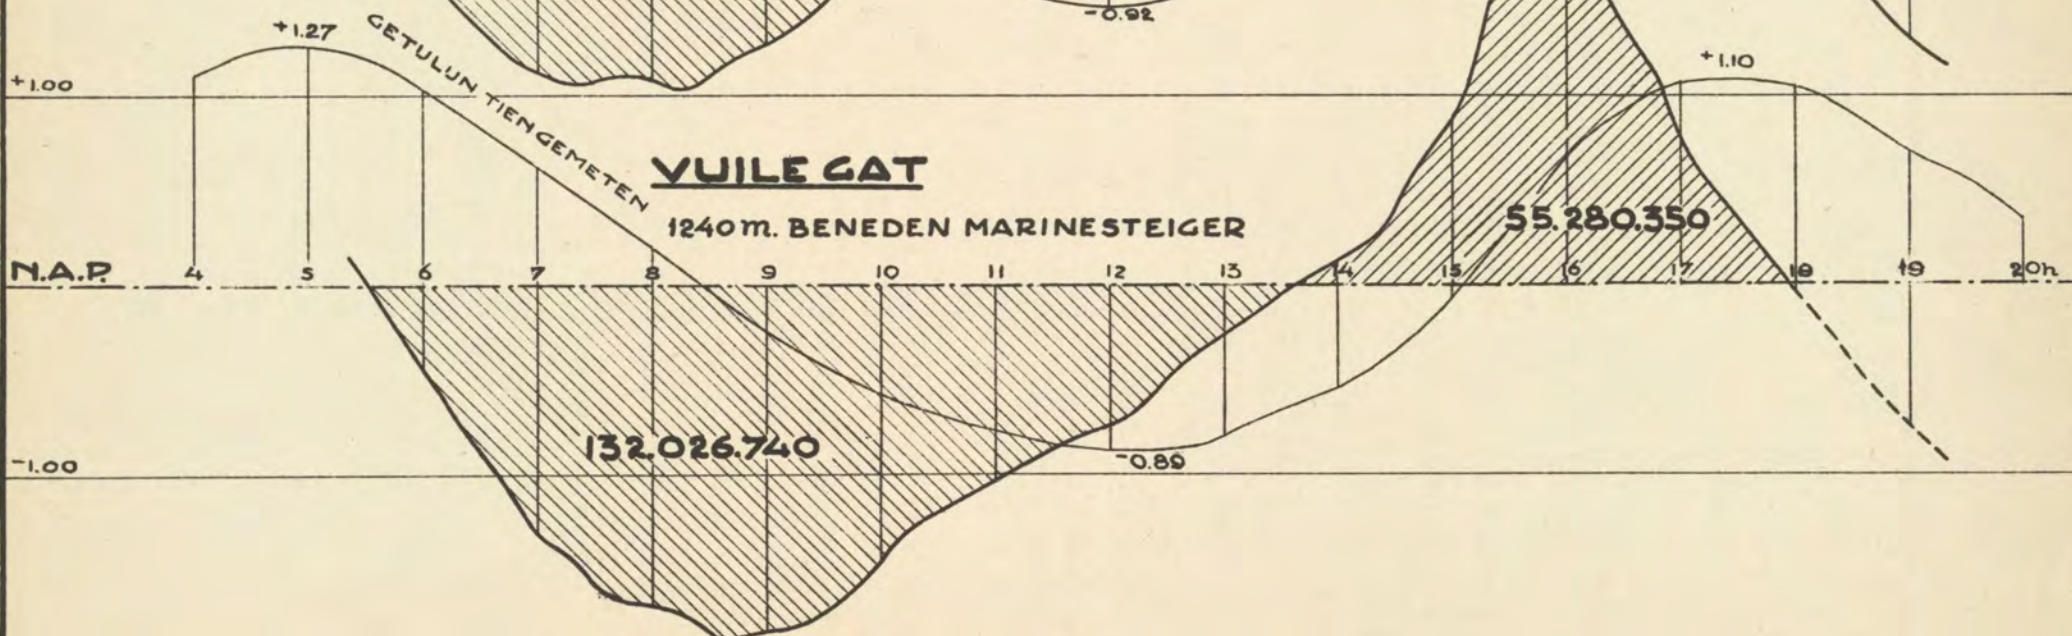 -0.92
+1.27
GETIJLIJN TIENGEMETEN
+1.10
+1.00
VUILE GAT
1240m. BENEDEN MARINESTEIGER
55.280.350
N.A.P. 4 5 6 7 8 9 10 11 12 13 14 15 16 17 18 19 20h
132.026.740
-0.89
-1.00